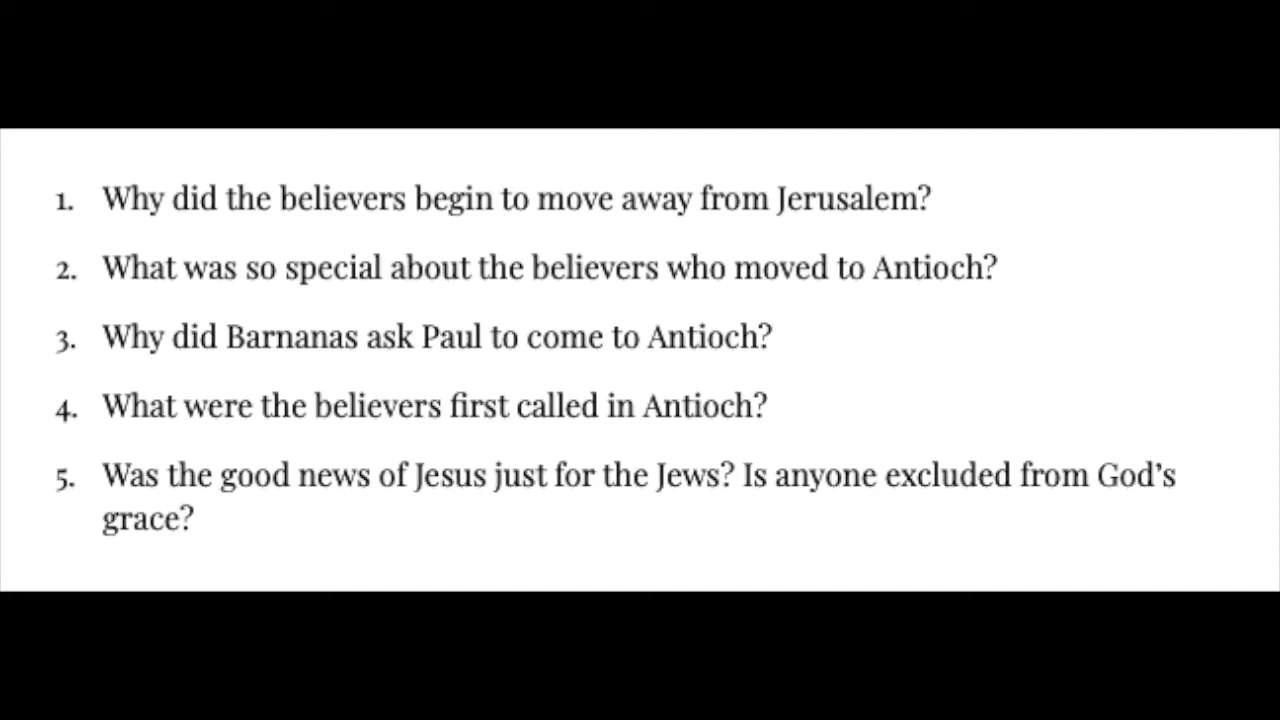 1. Why did the believers begin to move away from Jerusalem?
2. What was so special about the believers who moved to Antioch?
3. Why did Barnanas ask Paul to come to Antioch?
4. What were the believers first called in Antioch?
5. Was the good news of Jesus just for the Jews? Is anyone excluded from God’s
grace?